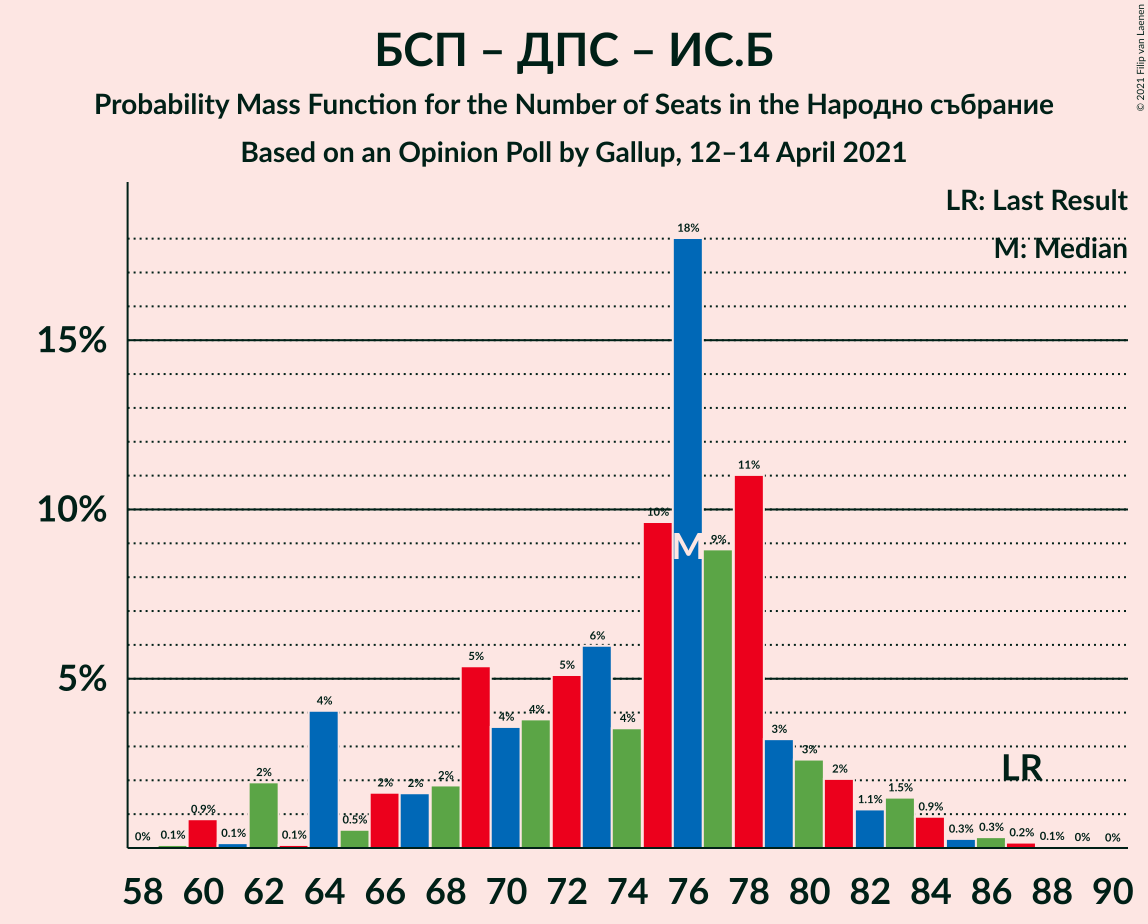 БСП – ДПС – ИС.Б
Probability Mass Function for the Number of Seats in the Народно събрание
Based on an Opinion Poll by Gallup, 12–14 April 2021
© 2021 Filip van Laenen
LR: Last Result
M: Median
15%
10%
5%
0% 0.1% 0.9% 0.1% 2% 0.1% 4% 0.5% 2% 2% 2% 5% 4% 4% 5% 6% 4% 10% 18% 9% 11% 3% 3% 2% 1.1% 1.5% 0.9% 0.3% 0.3% 0.2% 0.1% 0% 0%
M
LR
58 60 62 64 66 68 70 72 74 76 78 80 82 84 86 88 90